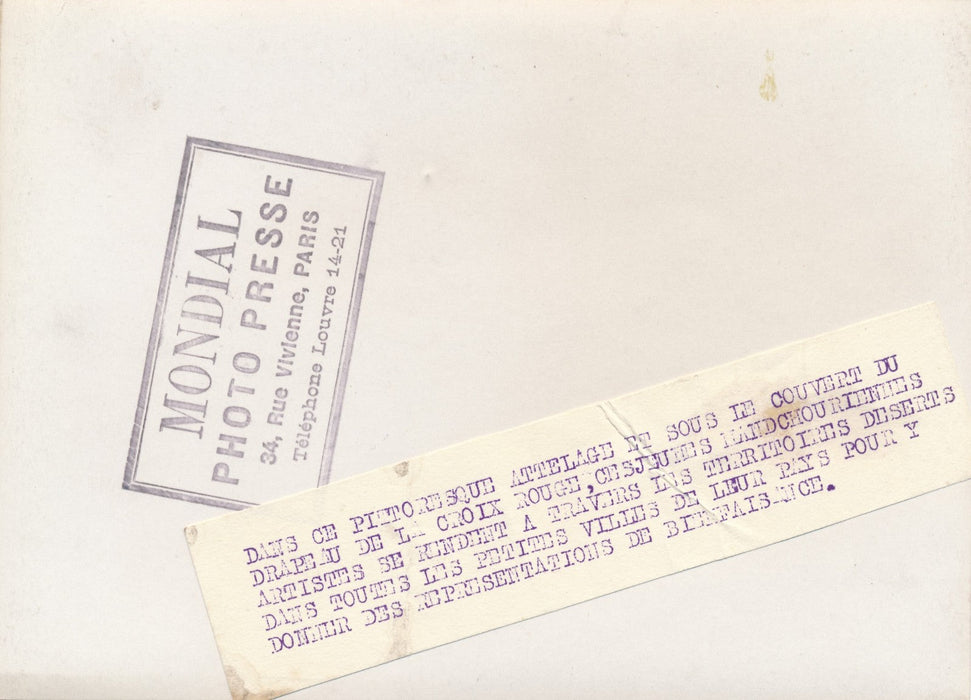 MONDIAL
PHOTO PRESSE
34, Rue Vivienne, PARIS
Téléphone Louvre 14-21
DANS CE PITTORESQUE ATTELAGE ET SOUS LE COUVERT DU
DRAPEAU DE LA CROIX ROUGE,CESJEUNES MANDCHOURIENNES
ARTISTES SE RENDENT A TRAVERS LES TERRITOIRES DESERTS
DANS TOUTES LES PETITES VILLES DE LEUR PAYS POUR Y
DONNER DES REPRESENTATIONS DE BIENFAISANCE.